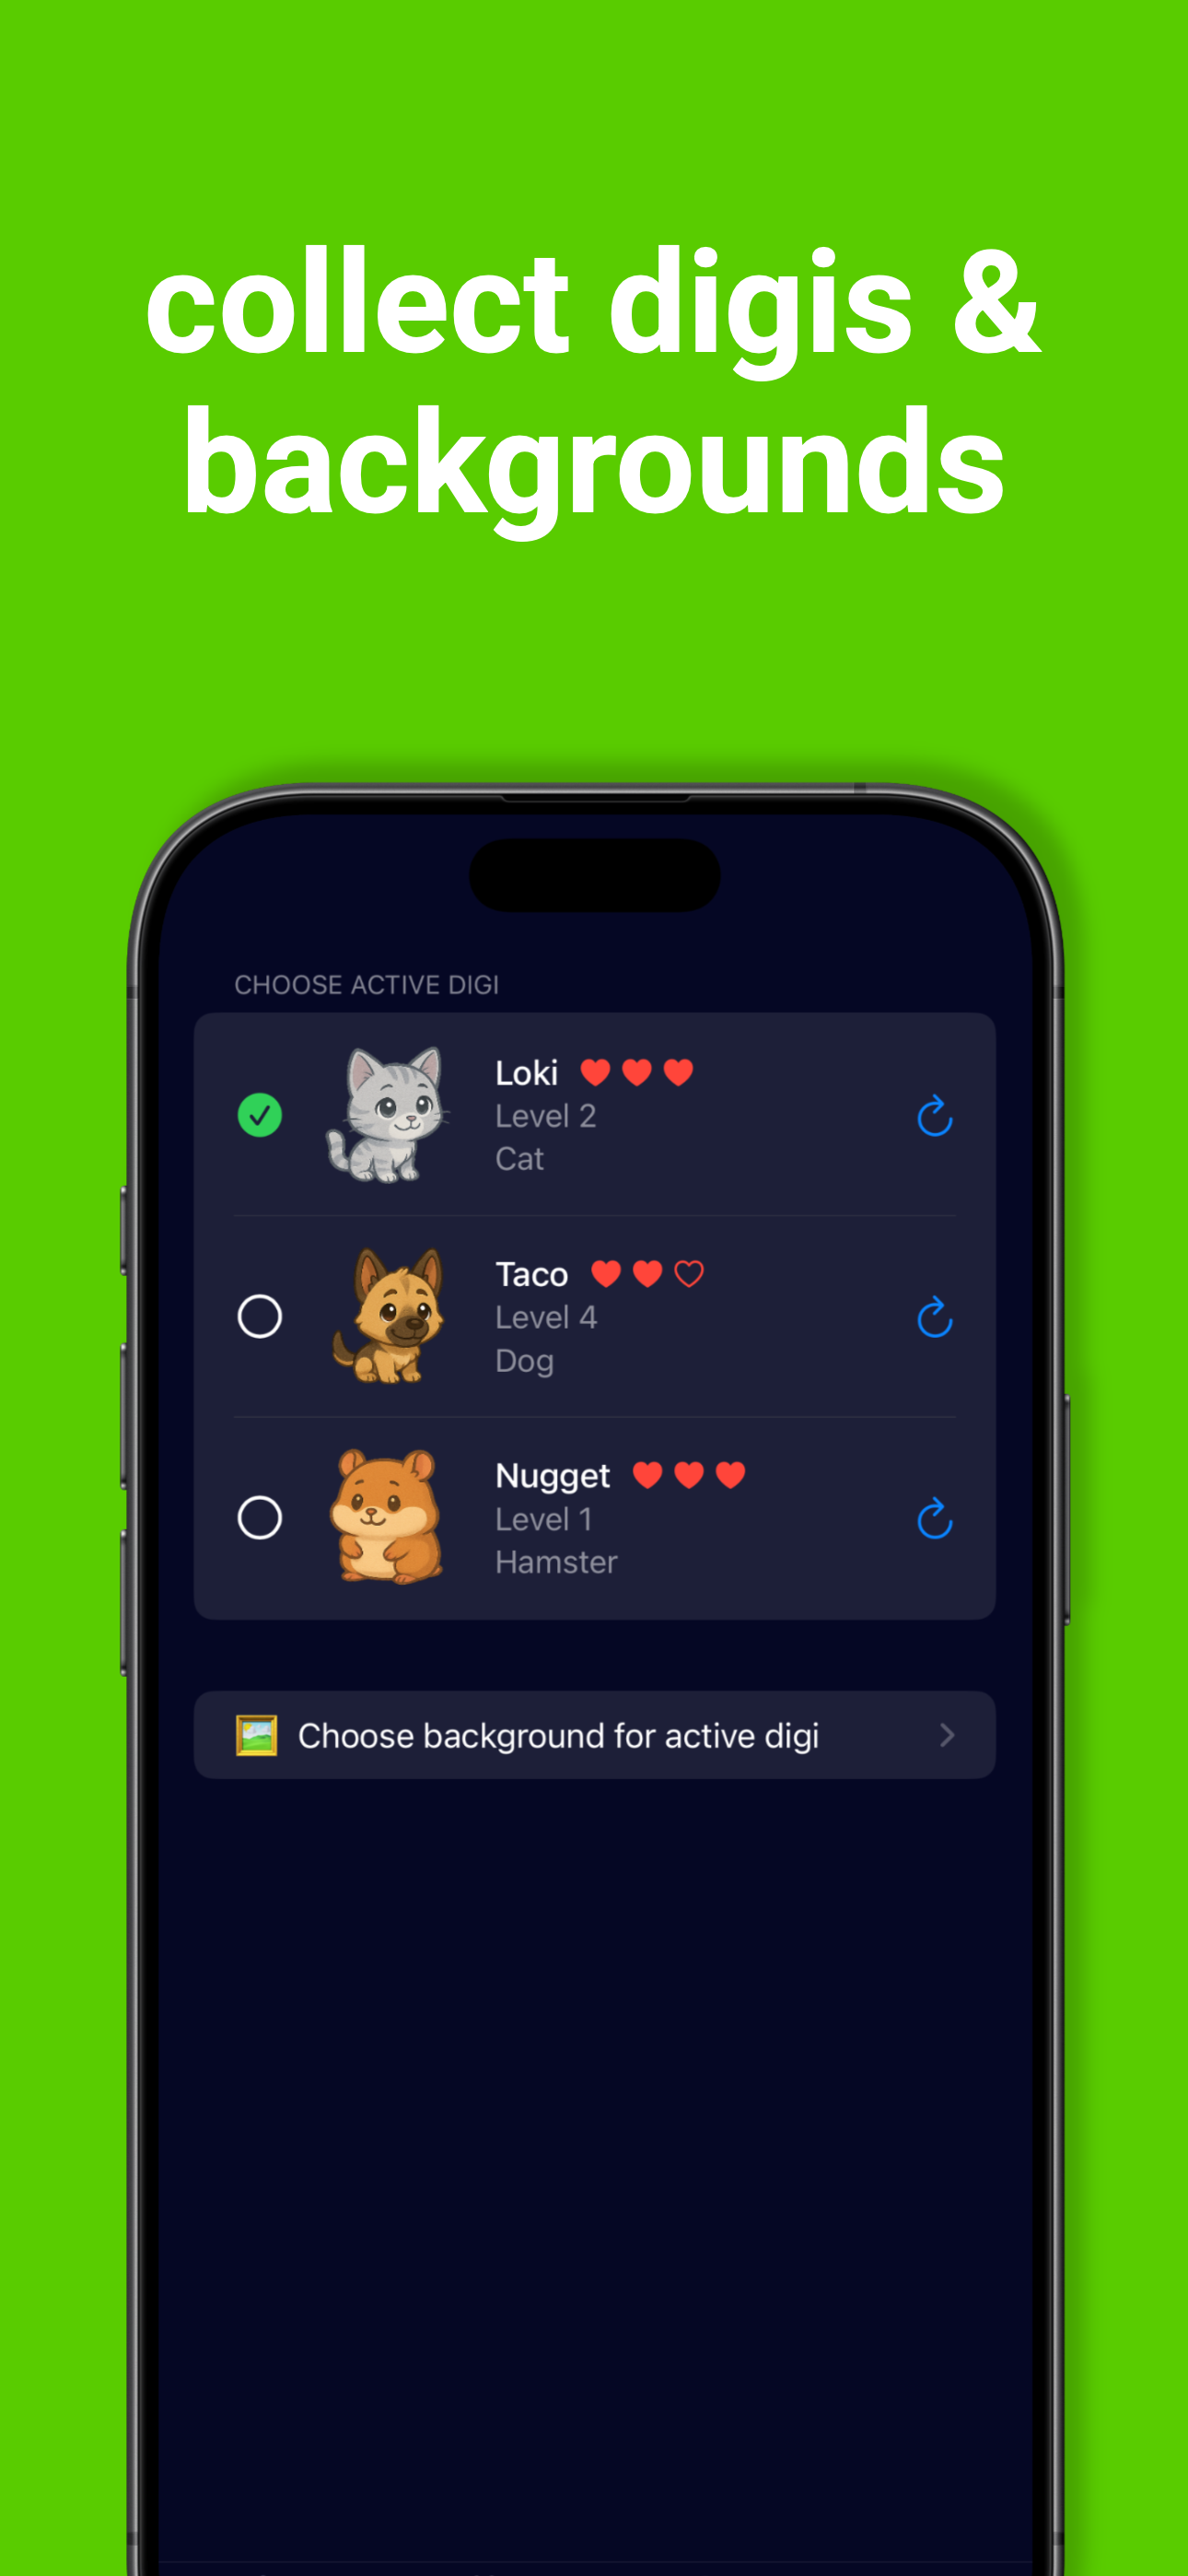 collect digis &
backgrounds
CHOOSE ACTIVE DIGI
Loki
Level 2
Cat
Taco
Level 4
Dog
Nugget
Level 1
Hamster
Choose background for active digi